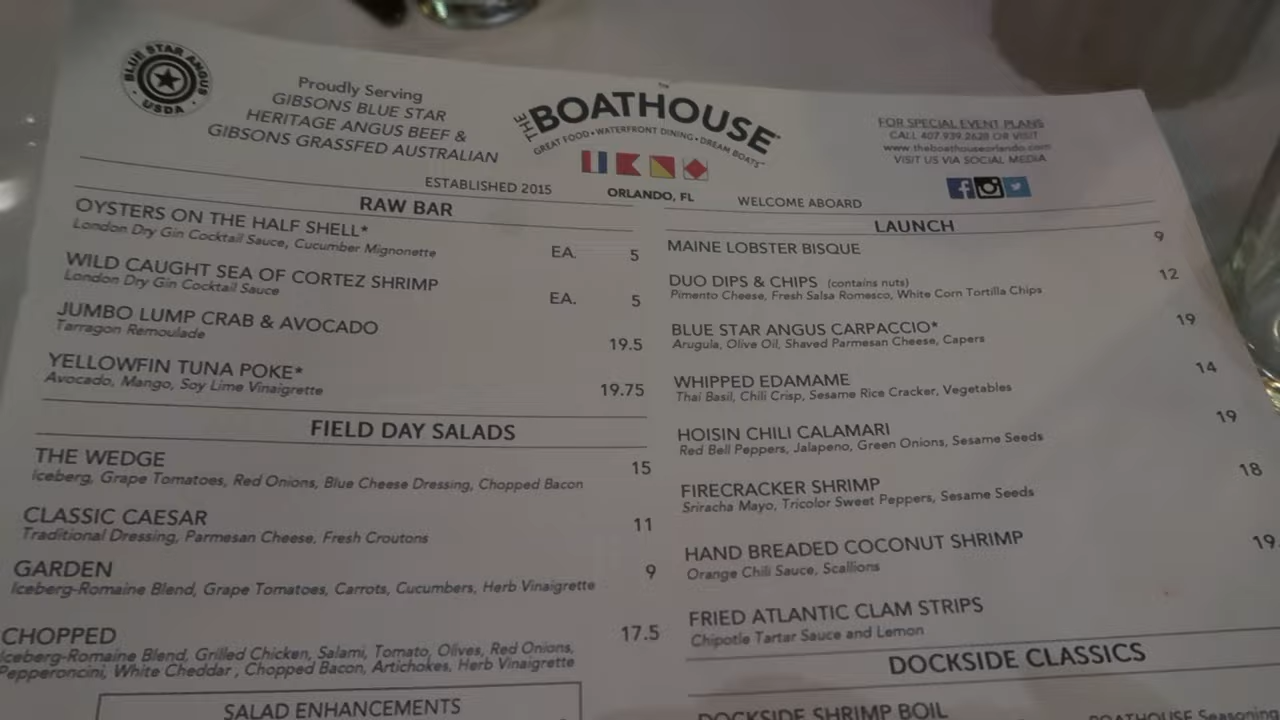 BLUE STAR ANGUS
USDA
Proudly Serving
GIBSONS BLUE STAR
HERITAGE ANGUS BEEF &
GIBSONS GRASSFED AUSTRALIAN
THE BOATHOUSE™
GREAT FOOD • WATERFRONT DINING • DREAM BOATS™
FOR SPECIAL EVENT PLANS
CALL 407.939.2628 OR VISIT
www.theboathouseorlando.com
VISIT US VIA SOCIAL MEDIA
ESTABLISHED 2015
ORLANDO, FL
WELCOME ABOARD
RAW BAR
OYSTERS ON THE HALF SHELL* EA. 5
London Dry Gin Cocktail Sauce, Cucumber Mignonette
WILD CAUGHT SEA OF CORTEZ SHRIMP EA. 5
London Dry Gin Cocktail Sauce
JUMBO LUMP CRAB & AVOCADO 19.5
Tarragon Remoulade
YELLOWFIN TUNA POKE* 19.75
Avocado, Mango, Soy Lime Vinaigrette
FIELD DAY SALADS
THE WEDGE 15
Iceberg, Grape Tomatoes, Red Onions, Blue Cheese Dressing, Chopped Bacon
CLASSIC CAESAR 11
Traditional Dressing, Parmesan Cheese, Fresh Croutons
GARDEN 9
Iceberg-Romaine Blend, Grape Tomatoes, Carrots, Cucumbers, Herb Vinaigrette
CHOPPED 17.5
Iceberg-Romaine Blend, Grilled Chicken, Salami, Tomato, Olives, Red Onions,
Pepperoncini, White Cheddar , Chopped Bacon, Artichokes, Herb Vinaigrette
SALAD ENHANCEMENTS
LAUNCH
MAINE LOBSTER BISQUE 9
DUO DIPS & CHIPS (contains nuts) 12
Pimento Cheese, Fresh Salsa Romesco, White Corn Tortilla Chips
BLUE STAR ANGUS CARPACCIO* 19
Arugula, Olive Oil, Shaved Parmesan Cheese, Capers
WHIPPED EDAMAME 14
Thai Basil, Chili Crisp, Sesame Rice Cracker, Vegetables
HOISIN CHILI CALAMARI 19
Red Bell Peppers, Jalapeno, Green Onions, Sesame Seeds
FIRECRACKER SHRIMP 18
Sriracha Mayo, Tricolor Sweet Peppers, Sesame Seeds
HAND BREADED COCONUT SHRIMP 19.
Orange Chili Sauce, Scallions
FRIED ATLANTIC CLAM STRIPS
Chipotle Tartar Sauce and Lemon
DOCKSIDE CLASSICS
DOCKSIDE SHRIMP BOIL BOATHOUSE Seasoning